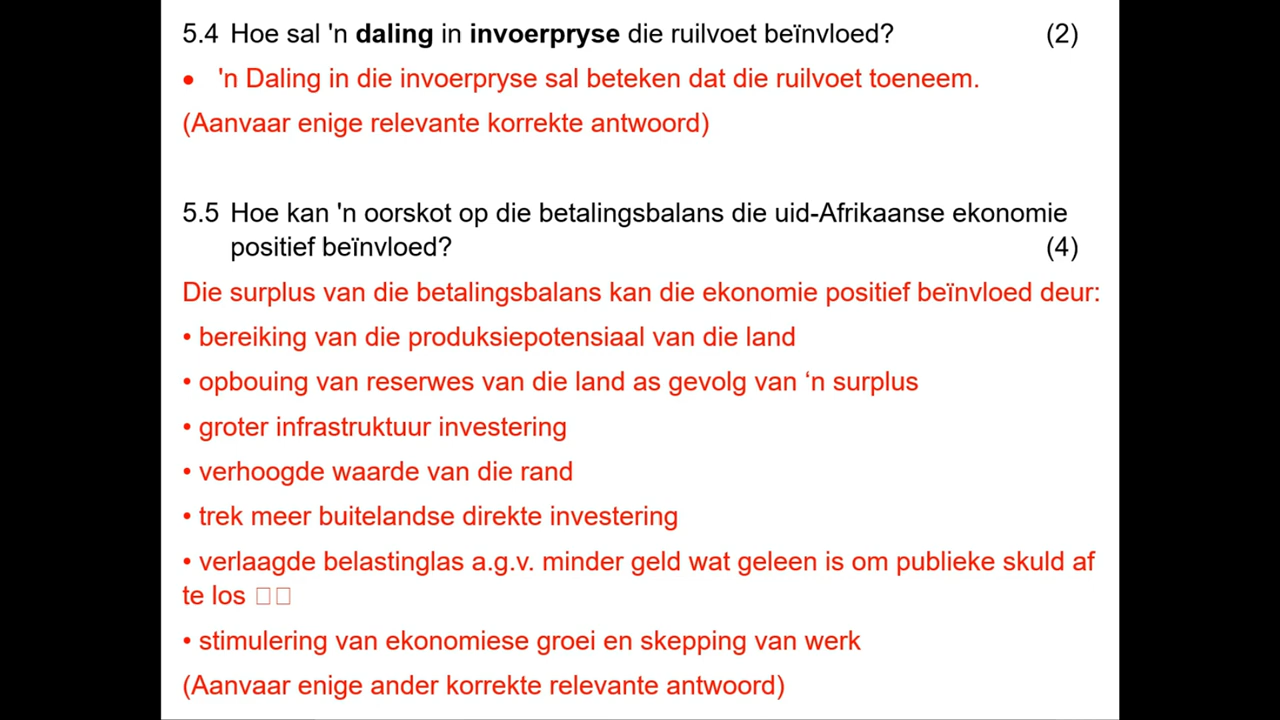 5.4 Hoe sal 'n daling in invoerpryse die ruilvoet beïnvloed? (2)
• 'n Daling in die invoerpryse sal beteken dat die ruilvoet toeneem.
(Aanvaar enige relevante korrekte antwoord)
5.5 Hoe kan 'n oorskot op die betalingsbalans die uid-Afrikaanse ekonomie
positief beïnvloed? (4)
Die surplus van die betalingsbalans kan die ekonomie positief beïnvloed deur:
• bereiking van die produksiepotensiaal van die land
• opbouing van reserwes van die land as gevolg van ‘n surplus
• groter infrastruktuur investering
• verhoogde waarde van die rand
• trek meer buitelandse direkte investering
• verlaagde belastinglas a.g.v. minder geld wat geleen is om publieke skuld af
te los □□
• stimulering van ekonomiese groei en skepping van werk
(Aanvaar enige ander korrekte relevante antwoord)